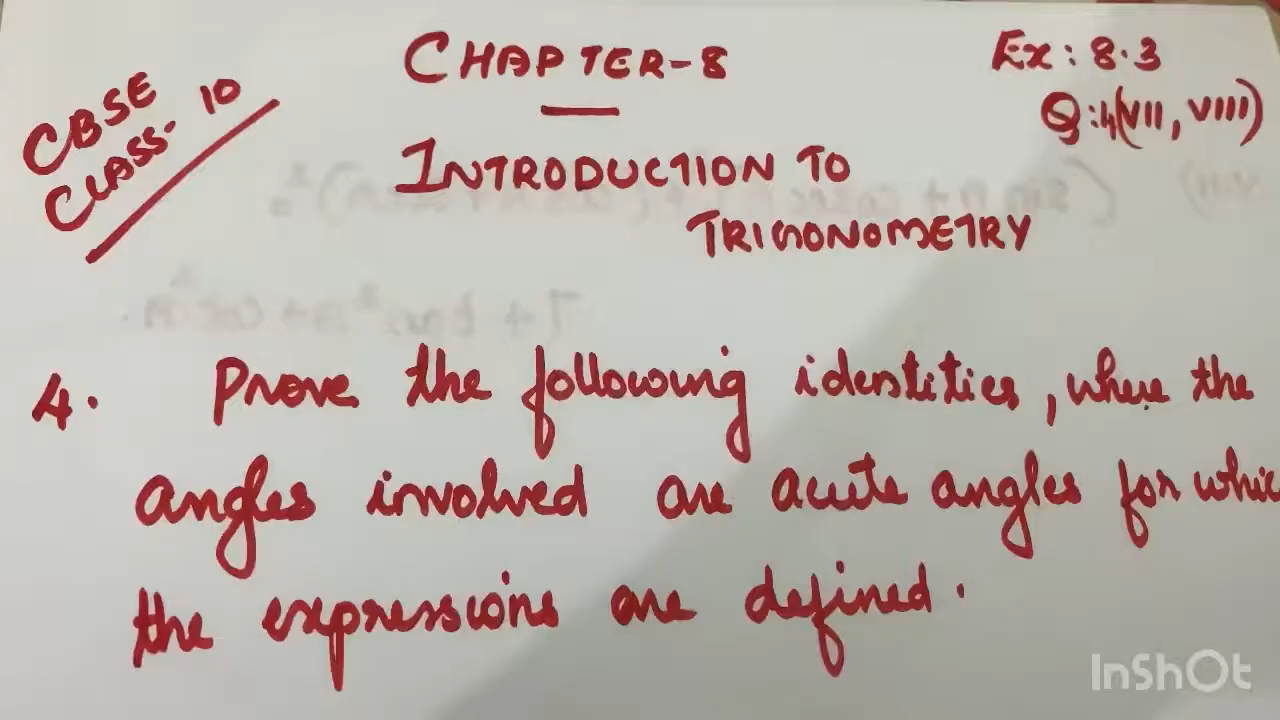 CHAPTER-8
Ex: 8.3
Q:4(VII, VIII)
CBSE
CLASS- 10
INTRODUCTION TO
TRIGONOMETRY
4. Prove the following identities, where the
angles involved are acute angles for whic
the expressions are defined.
InShOt